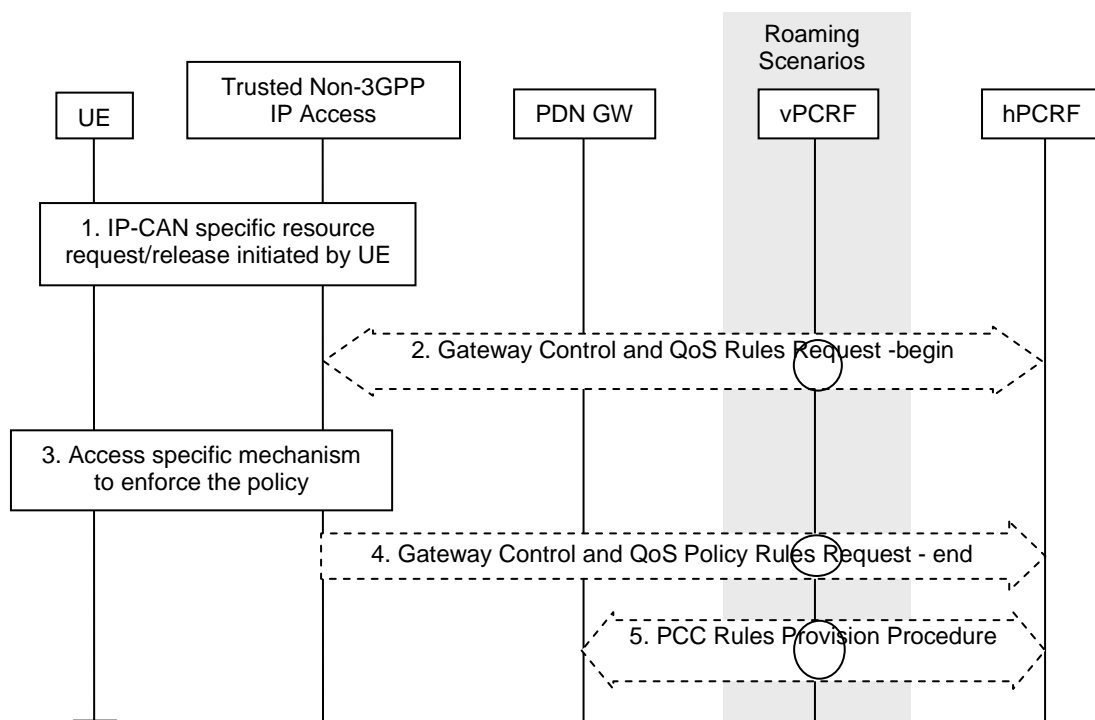 Roaming
Scenarios
UE
Trusted Non-3GPP
IP Access
PDN GW
vPCRF
hPCRF
1. IP-CAN specific resource
request/release initiated by UE
2. Gateway Control and QoS Rules Request -begin
3. Access specific mechanism
to enforce the policy
4. Gateway Control and QoS Policy Rules Request - end
5. PCC Rules Provision Procedure